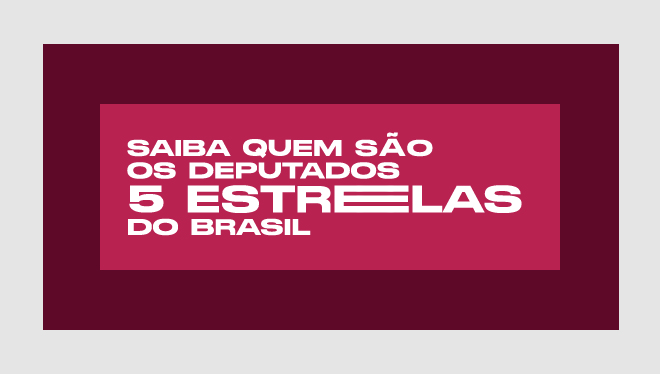 SAIBA QUEM SÃO
OS DEPUTADOS
5 ESTRELAS
DO BRASIL